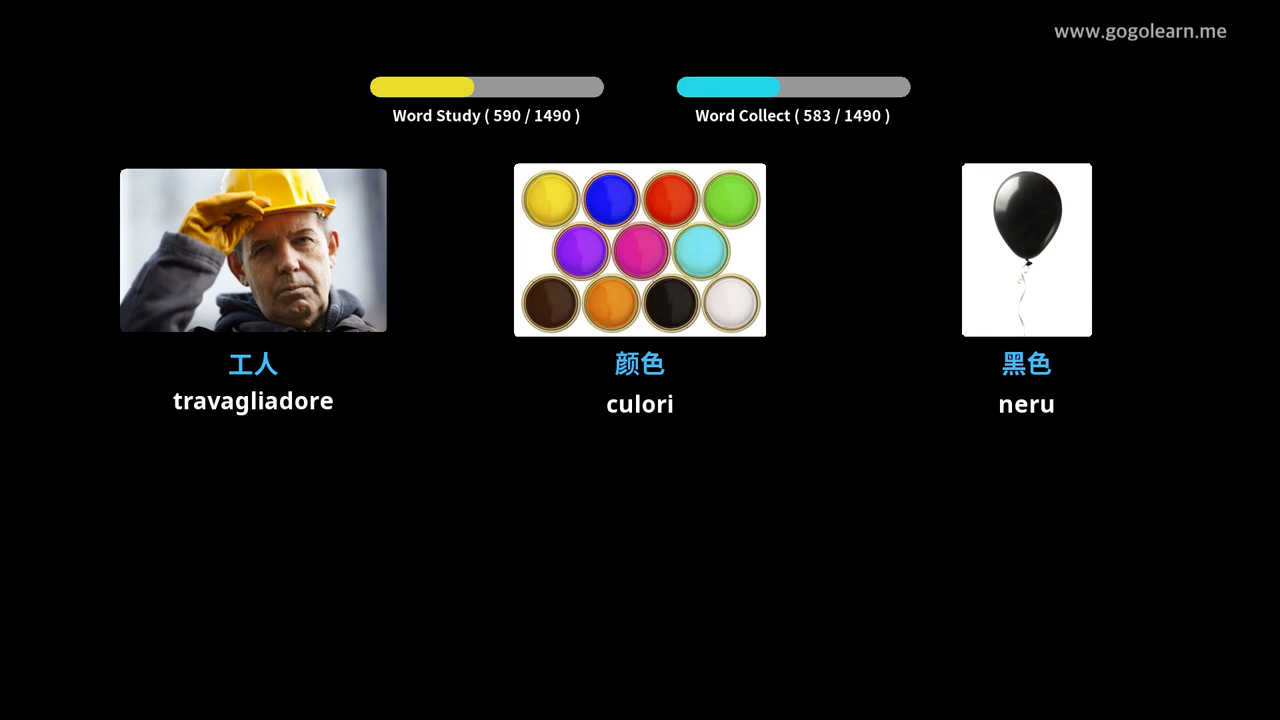 www.gogolearn.me
Word Study ( 590 / 1490 )
Word Collect ( 583 / 1490 )
工人
travagliadore
颜色
culori
黑色
neru